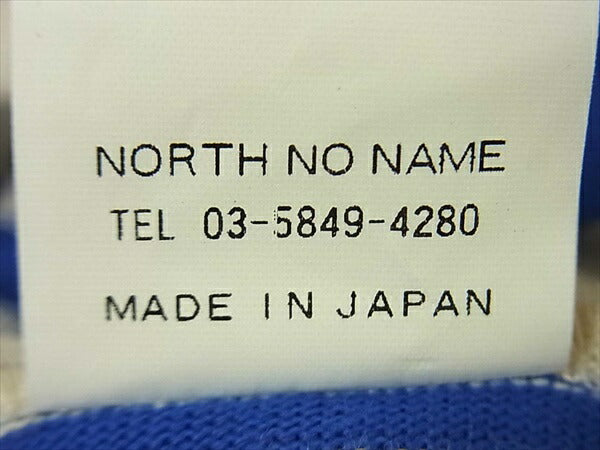 NORTH NO NAME
TEL 03-5849-4280
MADE IN JAPAN